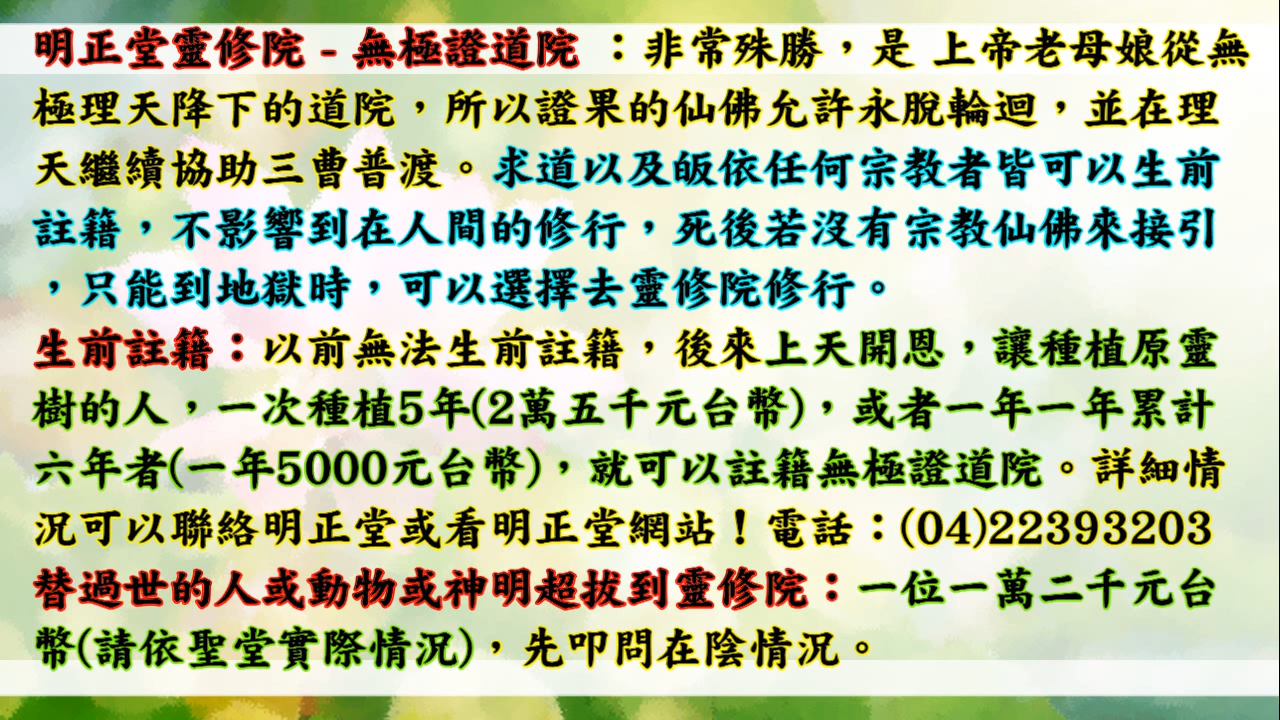 明正堂靈修院 - 無極證道院 ：非常殊勝，是 上帝老母娘從無
極理天降下的道院，所以證果的仙佛允許永脫輪迴，並在理
天繼續協助三曹普渡。求道以及皈依任何宗教者皆可以生前
註籍，不影響到在人間的修行，死後若沒有宗教仙佛來接引
，只能到地獄時，可以選擇去靈修院修行。
生前註籍：以前無法生前註籍，後來上天開恩，讓種植原靈
樹的人，一次種植5年(2萬五千元台幣)，或者一年一年累計
六年者(一年5000元台幣)，就可以註籍無極證道院。詳細情
況可以聯絡明正堂或看明正堂網站！電話：(04)22393203
替過世的人或動物或神明超拔到靈修院：一位一萬二千元台
幣(請依聖堂實際情況)，先叩問在陰情況。